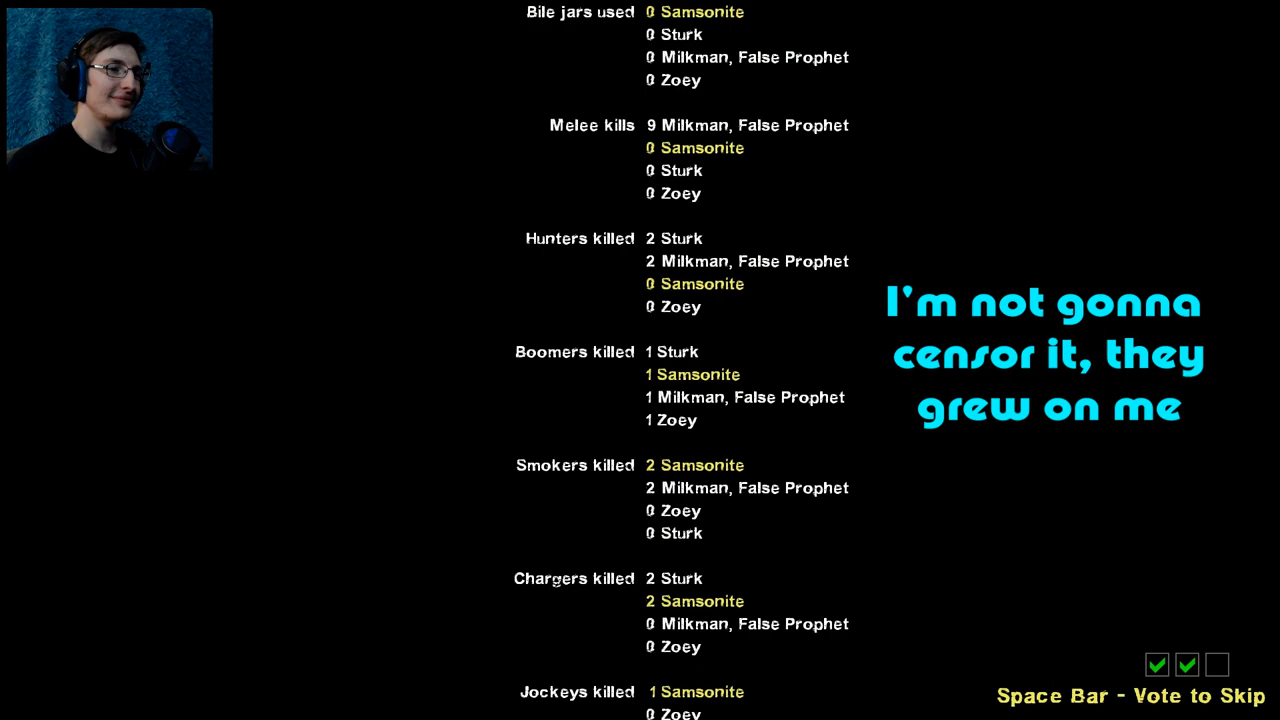 Bile jars used 0 Samsonite
0 Sturk
0 Milkman, False Prophet
0 Zoey
Melee kills 9 Milkman, False Prophet
0 Samsonite
0 Sturk
0 Zoey
Hunters killed 2 Sturk
2 Milkman, False Prophet
0 Samsonite
0 Zoey
Boomers killed 1 Sturk
1 Samsonite
1 Milkman, False Prophet
1 Zoey
Smokers killed 2 Samsonite
2 Milkman, False Prophet
0 Zoey
0 Sturk
Chargers killed 2 Sturk
2 Samsonite
0 Milkman, False Prophet
0 Zoey
Jockeys killed 1 Samsonite
0 Zoey
I'm not gonna
censor it, they
grew on me
Space Bar - Vote to Skip